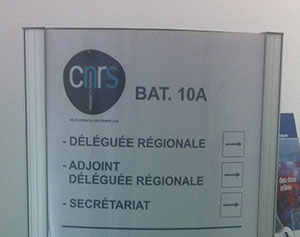 cnrs
BAT. 10A
- DÉLÉGUÉE RÉGIONALE
- ADJOINT
DÉLÉGUÉE RÉGIONALE
- SECRÉTARIAT